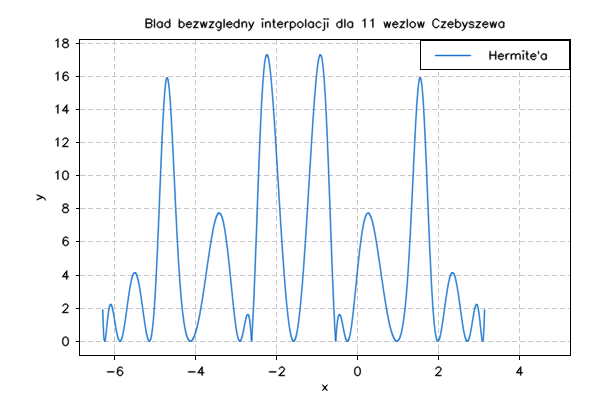 Blad bezwzgledny interpolacji dla 11 wezlow Czebyszewa
Hermite'a
18
16
14
12
10
8
6
4
2
0
y
−6 −4 −2 0 2 4
x